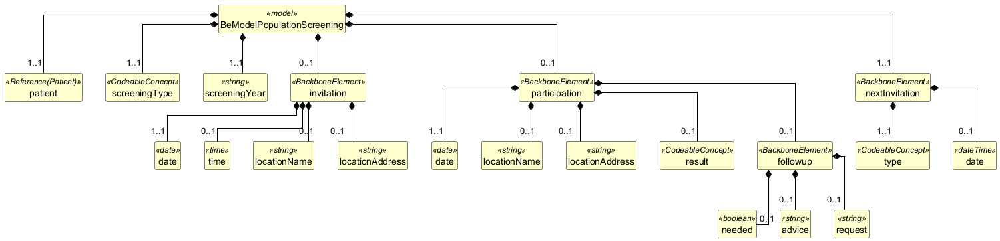 «model»
BeModelPopulationScreening
1..1
1..1
1..1
0..1
0..1
1..1
«Reference(Patient)»
patient
«CodeableConcept»
screeningType
«string»
screeningYear
«BackboneElement»
invitation
«BackboneElement»
participation
«BackboneElement»
nextInvitation
1..1
0..1
0..1
0..1
1..1
0..1
0..1
0..1
0..1
1..1
0..1
«date»
date
«time»
time
«string»
locationName
«string»
locationAddress
«date»
date
«string»
locationName
«string»
locationAddress
«CodeableConcept»
result
«BackboneElement»
followup
«CodeableConcept»
type
«dateTime»
date
0..1
0..1
0..1
«boolean»
needed
«string»
advice
«string»
request